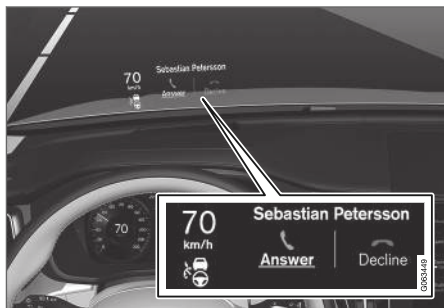 Sebastian Petersson
70
km/h
Answer
Decline
70
70
km/h
Sebastian Petersson
Answer
Decline
G063449